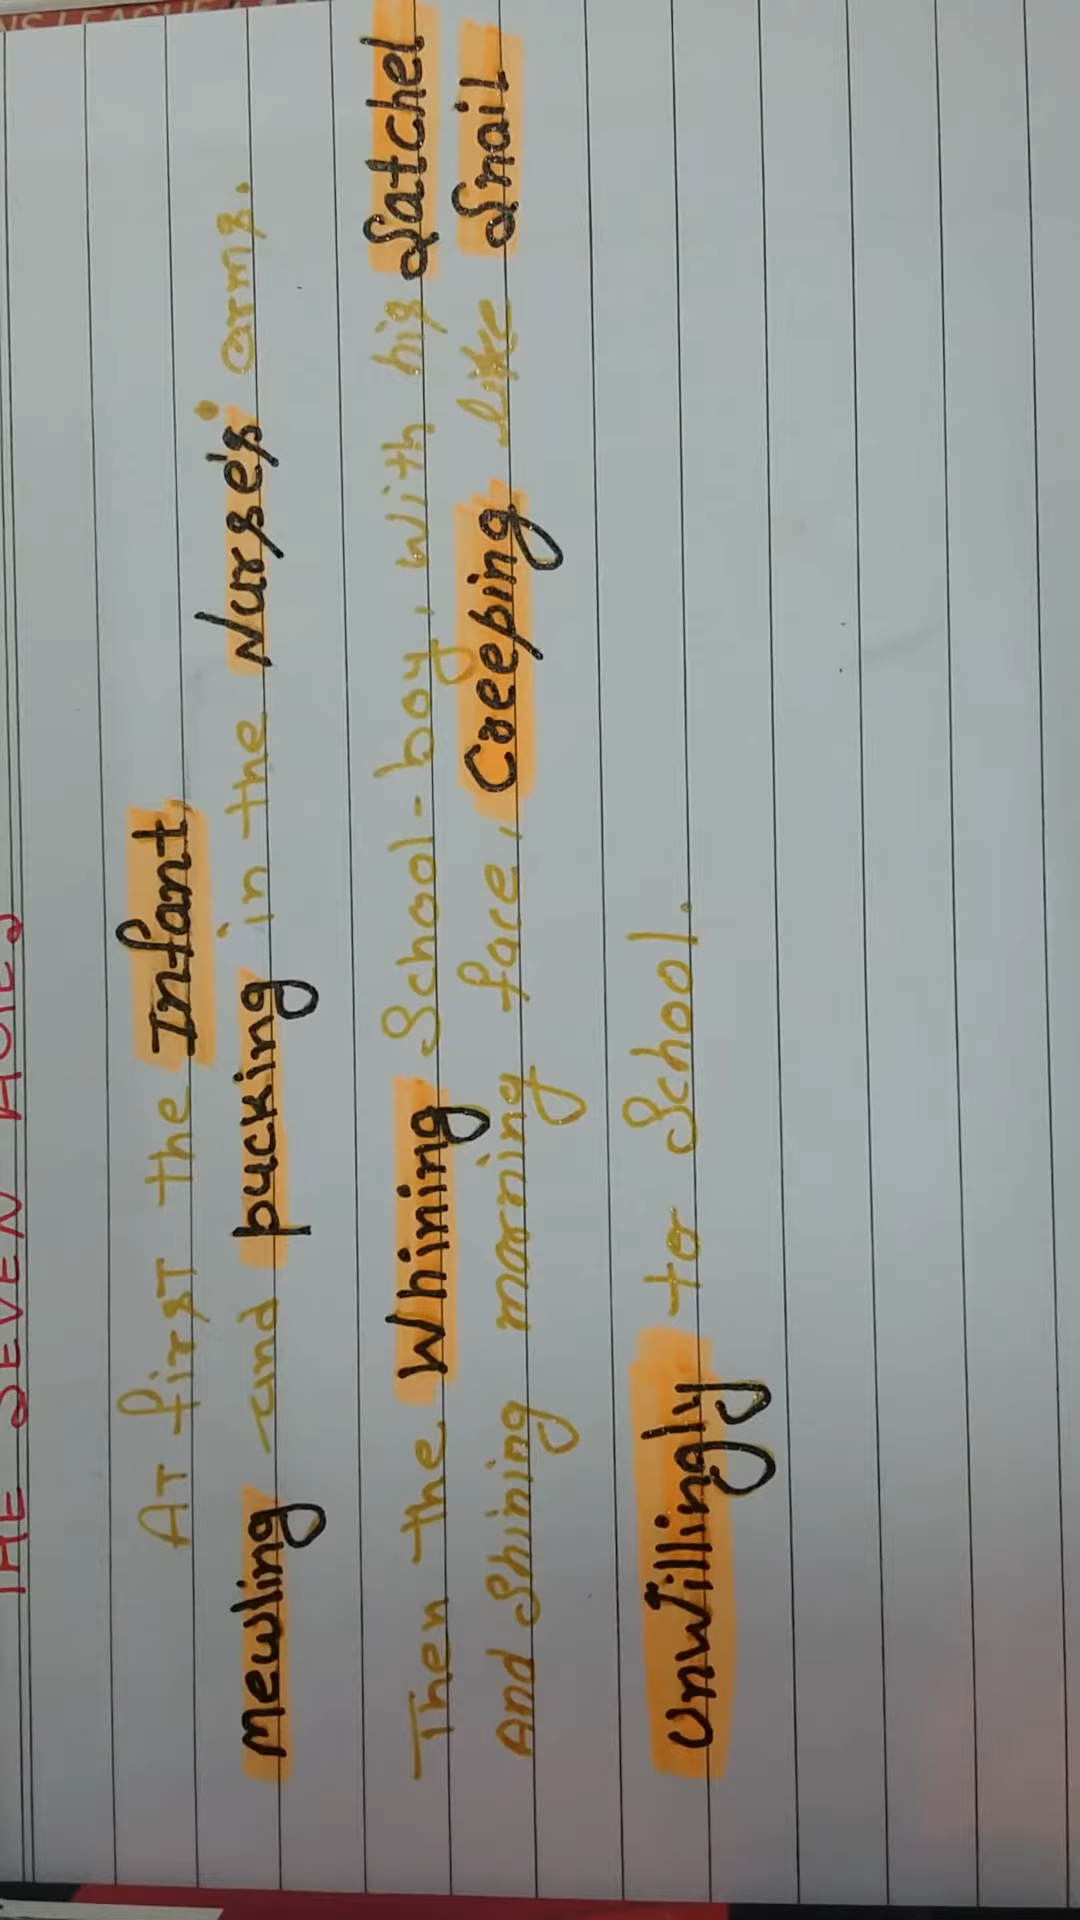 THE SEVEN AGES
AT first the Infant,
Mewling and pucking in the Nurse's arms.
Then the Whining School-boy, with his Satchel
And Shining morning face, Creeping like Snail
UnWillingly to School.